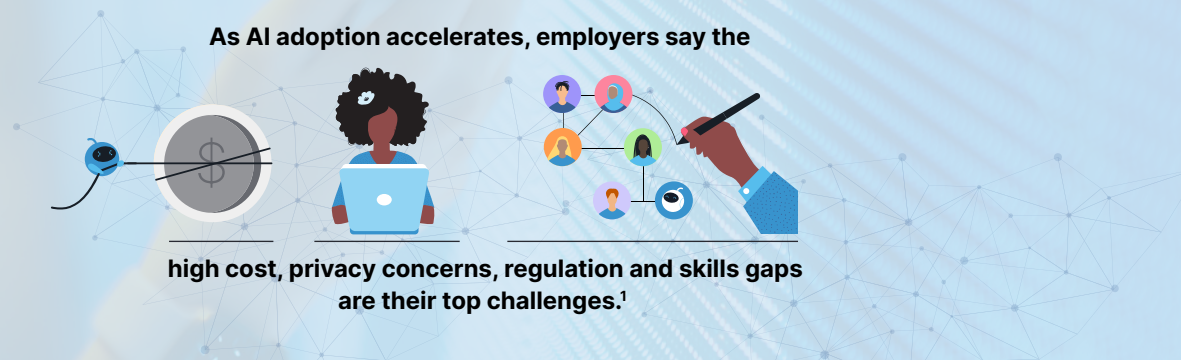 As AI adoption accelerates, employers say the
$
high cost, privacy concerns, regulation and skills gaps
are their top challenges.¹